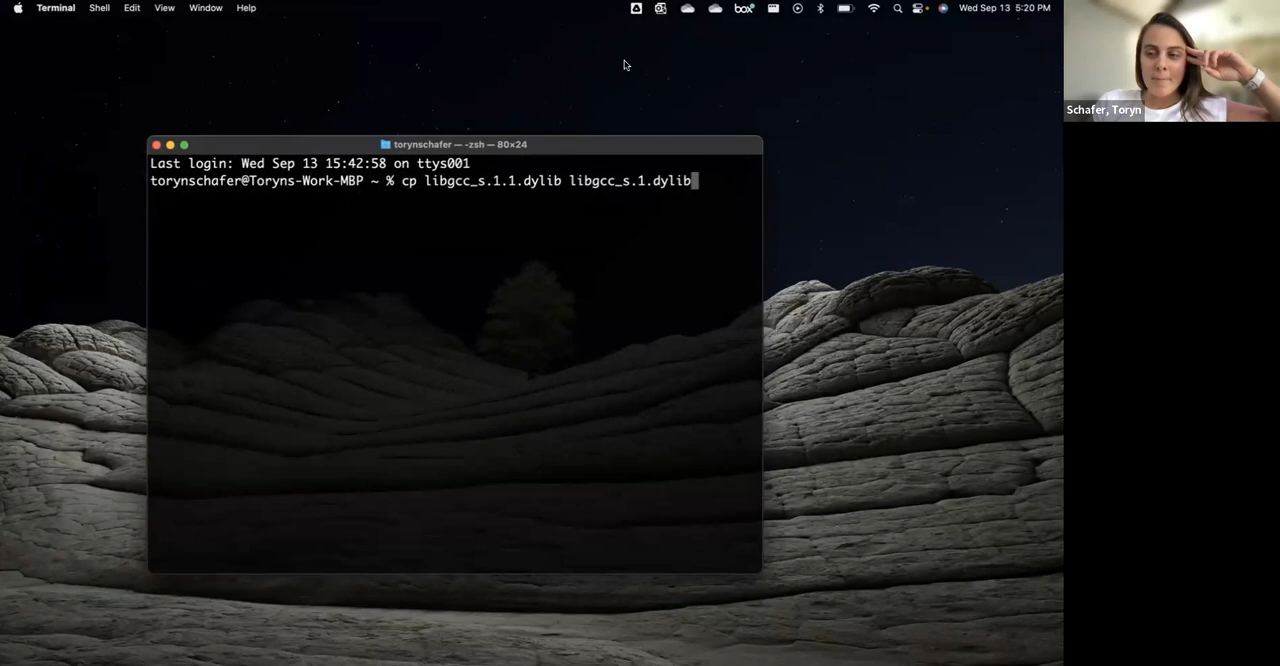 Terminal Shell Edit View Window Help box Wed Sep 13 5:20 PM
Schafer, Toryn
torynschafer — -zsh — 80×24
Last login: Wed Sep 13 15:42:58 on ttys001
torynschafer@Toryns-Work-MBP ~ % cp libgcc_s.1.1.dylib libgcc_s.1.dylib